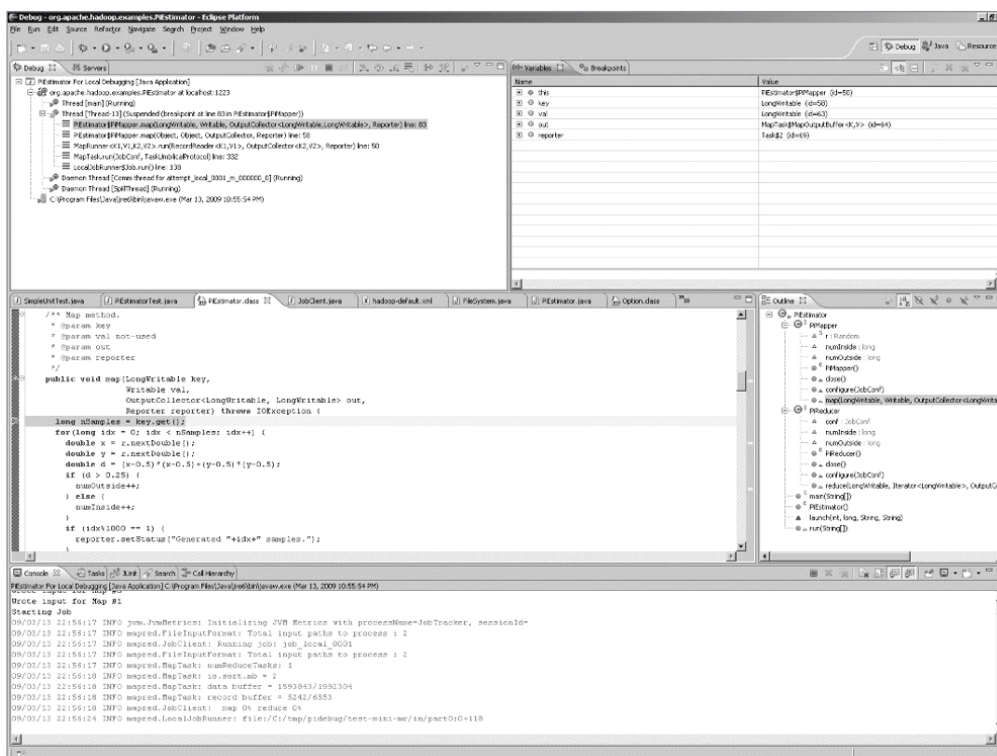 Debug - org.apache.hadoop.examples.PiEstimator - Eclipse Platform
File Edit Source Refactor Navigate Search Project Window Help
Debug Java Resource
Debug Servers
PiEstimator For Local Debugging [Java Application]
org.apache.hadoop.examples.PiEstimator at localhost:1223
Thread [main] (Running)
Thread [Thread-13] (Suspended (breakpoint at line 83 in PiEstimator$PiMapper))
PiEstimator$PiMapper.map(LongWritable, Writable, OutputCollector<LongWritable,LongWritable>, Reporter) line: 83
PiEstimator$PiMapper.map(Object, Object, OutputCollector, Reporter) line: 58
MapRunner<K1,V1,K2,V2>.run(RecordReader<K1,V1>, OutputCollector<K2,V2>, Reporter) line: 50
MapTask.run(JobConf, TaskUmbilicalProtocol) line: 332
LocalJobRunner$Job.run() line: 138
Daemon Thread [Comm thread for attempt_local_0001_m_000000_0] (Running)
Daemon Thread [SpillThread] (Running)
C:\Program Files\Java\jre6\bin\javaw.exe (Mar 13, 2009 10:55:54 PM)
Variables Breakpoints
Name Value
this PiEstimator$PiMapper (id=50)
key LongWritable (id=58)
val LongWritable (id=63)
out MapTask$MapOutputBuffer<K,V> (id=64)
reporter Task$2 (id=69)
SimpleUnitTest.java PiEstimatorTest.java PiEstimator.class JobClient.java hadoop-default.xml FileSystem.java PiEstimator.java Option.class
/** Map method.
* @param key
* @param val not-used
* @param out
* @param reporter
*/
public void map(LongWritable key,
Writable val,
OutputCollector<LongWritable, LongWritable> out,
Reporter reporter) throws IOException {
long nSamples = key.get();
for(long idx = 0; idx < nSamples; idx++) {
double x = r.nextDouble();
double y = r.nextDouble();
double d = (x-0.5)*(x-0.5)+(y-0.5)*(y-0.5);
if (d > 0.25) {
numOutside++;
} else {
numInside++;
}
if (idx%1000 == 1) {
reporter.setStatus("Generated "+idx+" samples.");
}
Outline
PiEstimator
PiMapper
r : Random
numInside : long
numOutside : long
PiMapper()
close()
configure(JobConf)
map(LongWritable, Writable, OutputCollector<LongWrita
PiReducer
conf : JobConf
numInside : long
numOutside : long
PiReducer()
close()
configure(JobConf)
reduce(LongWritable, Iterator<LongWritable>, OutputC
main(String[])
PiEstimator()
launch(int, long, String, String)
run(String[])
Console Tasks JUnit Search Call Hierarchy
PiEstimator For Local Debugging [Java Application] C:\Program Files\Java\jre6\bin\javaw.exe (Mar 13, 2009 10:55:54 PM)
Wrote input for Map #0
Wrote input for Map #1
Starting Job
09/03/13 22:56:17 INFO jvm.JvmMetrics: Initializing JVM Metrics with processName=JobTracker, sessionId=
09/03/13 22:56:17 INFO mapred.FileInputFormat: Total input paths to process : 2
09/03/13 22:56:17 INFO mapred.JobClient: Running job: job_local_0001
09/03/13 22:56:17 INFO mapred.FileInputFormat: Total input paths to process : 2
09/03/13 22:56:17 INFO mapred.MapTask: numReduceTasks: 1
09/03/13 22:56:18 INFO mapred.MapTask: io.sort.mb = 2
09/03/13 22:56:18 INFO mapred.MapTask: data buffer = 1593843/1992304
09/03/13 22:56:18 INFO mapred.MapTask: record buffer = 5242/6553
09/03/13 22:56:18 INFO mapred.JobClient: map 0% reduce 0%
09/03/13 22:56:24 INFO mapred.LocalJobRunner: file:/C:/tmp/pidebug/test-mini-mr/in/part0:0+118